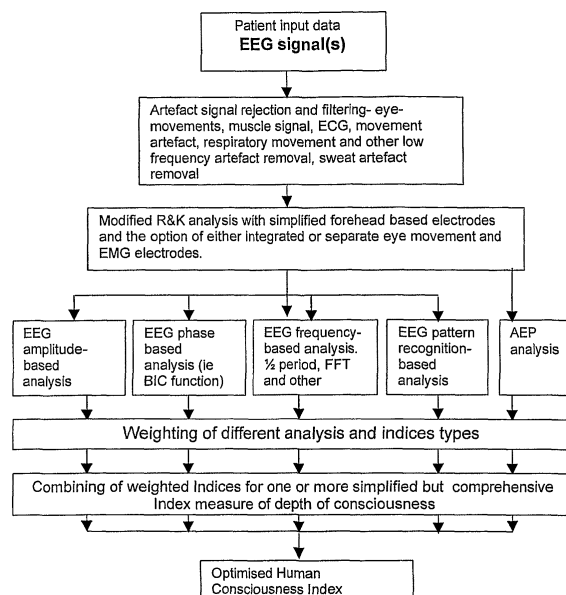 Patient input data
EEG signal(s)
Artefact signal rejection and filtering- eye-
movements, muscle signal, ECG, movement
artefact, respiratory movement and other low
frequency artefact removal, sweat artefact
removal
Modified R&K analysis with simplified forehead based electrodes
and the option of either integrated or separate eye movement and
EMG electrodes.
EEG
amplitude-
based
analysis
EEG phase
based
analysis (ie
BIC function)
EEG frequency-
based analysis.
½ period, FFT
and other
EEG pattern
recognition-
based
analysis
AEP
analysis
Weighting of different analysis and indices types
Combining of weighted Indices for one or more simplified but comprehensive
Index measure of depth of consciousness
Optimised Human
Consciousness Index